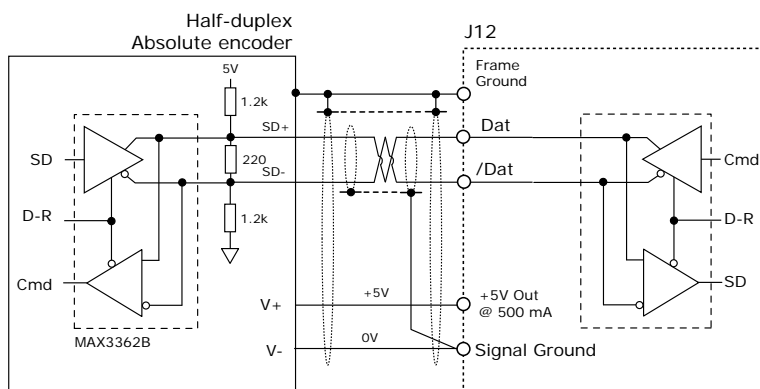 Half-duplex
Absolute encoder
J12
5V
Frame
Ground
1.2k
SD+
Dat
SD
220
Cmd
SD-
/Dat
D-R
1.2k
D-R
Cmd
SD
V+
+5V
+5V Out
@ 500 mA
MAX3362B
V-
0V
Signal Ground